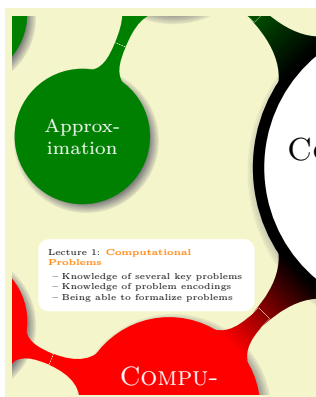 Approx-
imation
Co
Lecture 1: Computational
Problems
– Knowledge of several key problems
– Knowledge of problem encodings
– Being able to formalize problems
COMPU-